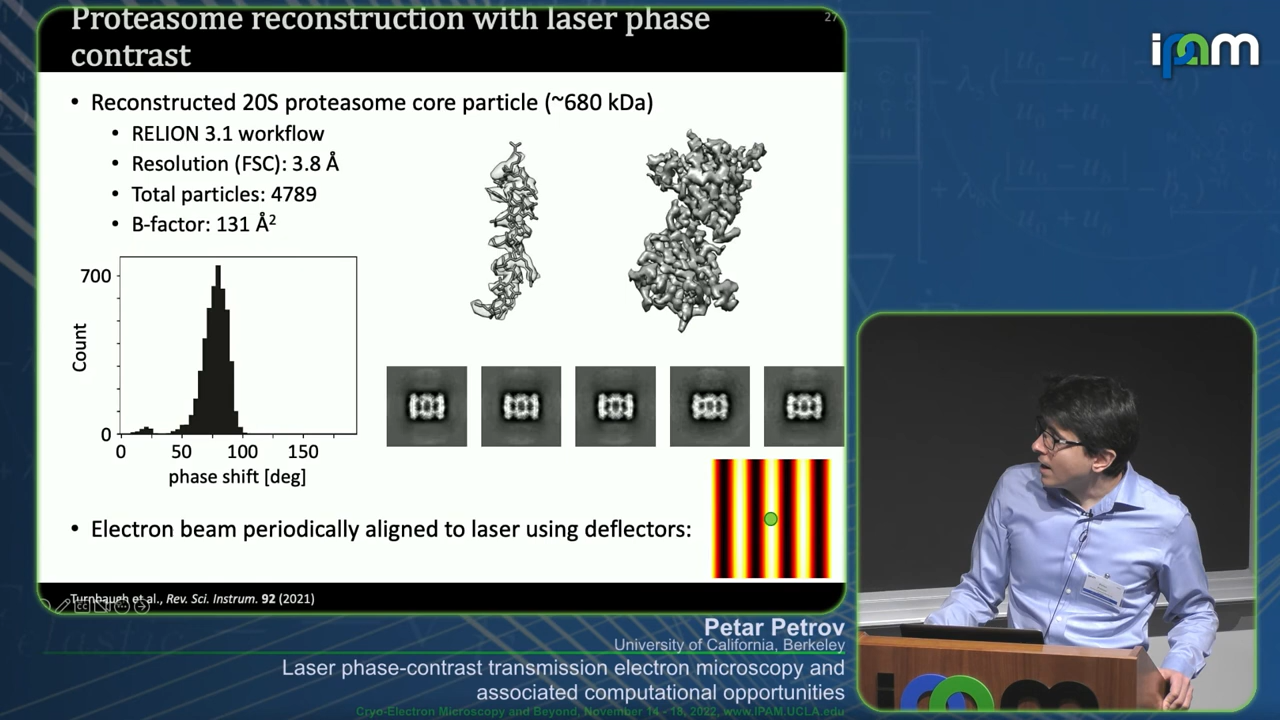 Proteasome reconstruction with laser phase
contrast
27
• Reconstructed 20S proteasome core particle (~680 kDa)
• RELION 3.1 workflow
• Resolution (FSC): 3.8 Å
• Total particles: 4789
• B-factor: 131 Å²
700
Count
0
0 50 100 150
phase shift [deg]
• Electron beam periodically aligned to laser using deflectors:
Turnbaugh et al., Rev. Sci. Instrum. 92 (2021)
ipam
Petar Petrov
University of California, Berkeley
Laser phase-contrast transmission electron microscopy and
associated computational opportunities
Cryo-Electron Microscopy and Beyond, November 14 - 18, 2022, www.IPAM.UCLA.edu